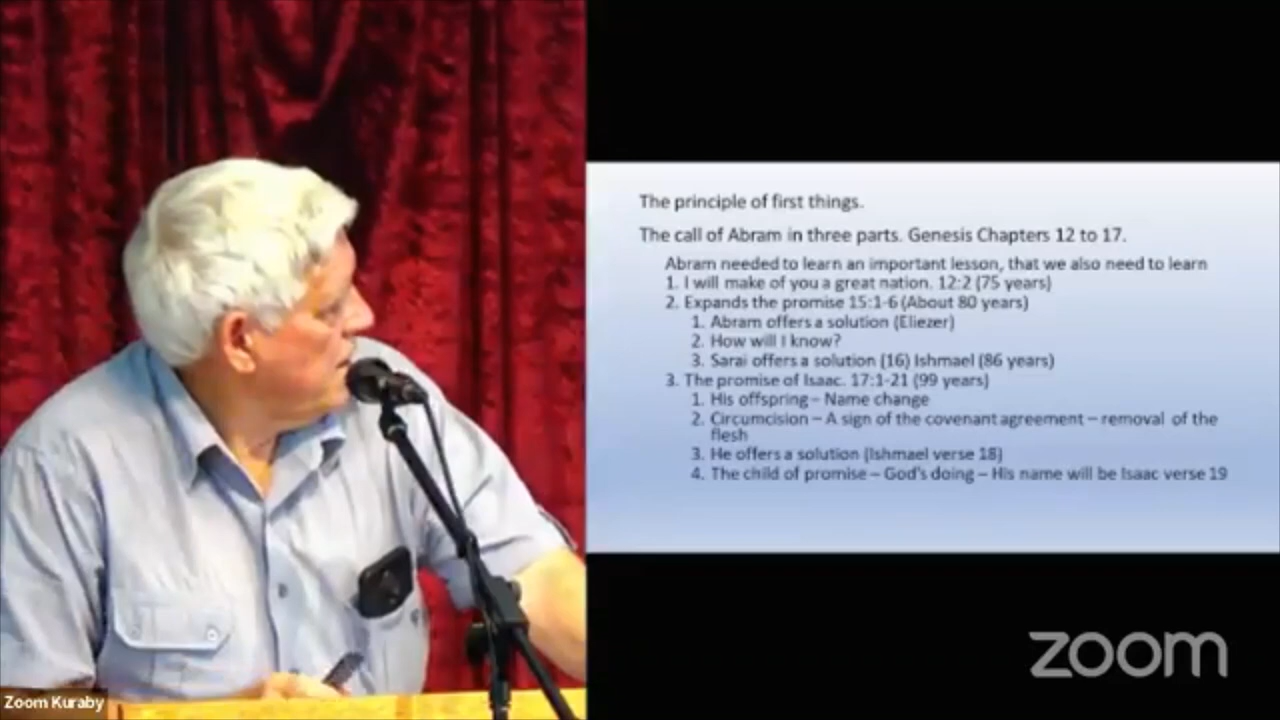 The principle of first things.
The call of Abram in three parts. Genesis Chapters 12 to 17.
Abram needed to learn an important lesson, that we also need to learn
1. I will make of you a great nation. 12:2 (75 years)
2. Expands the promise 15:1-6 (About 80 years)
1. Abram offers a solution (Eliezer)
2. How will I know?
3. Sarai offers a solution (16) Ishmael (86 years)
3. The promise of Isaac. 17:1-21 (99 years)
1. His offspring – Name change
2. Circumcision – A sign of the covenant agreement – removal of the
flesh
3. He offers a solution (Ishmael verse 18)
4. The child of promise – God's doing – His name will be Isaac verse 19
zoom
Zoom Kuraby